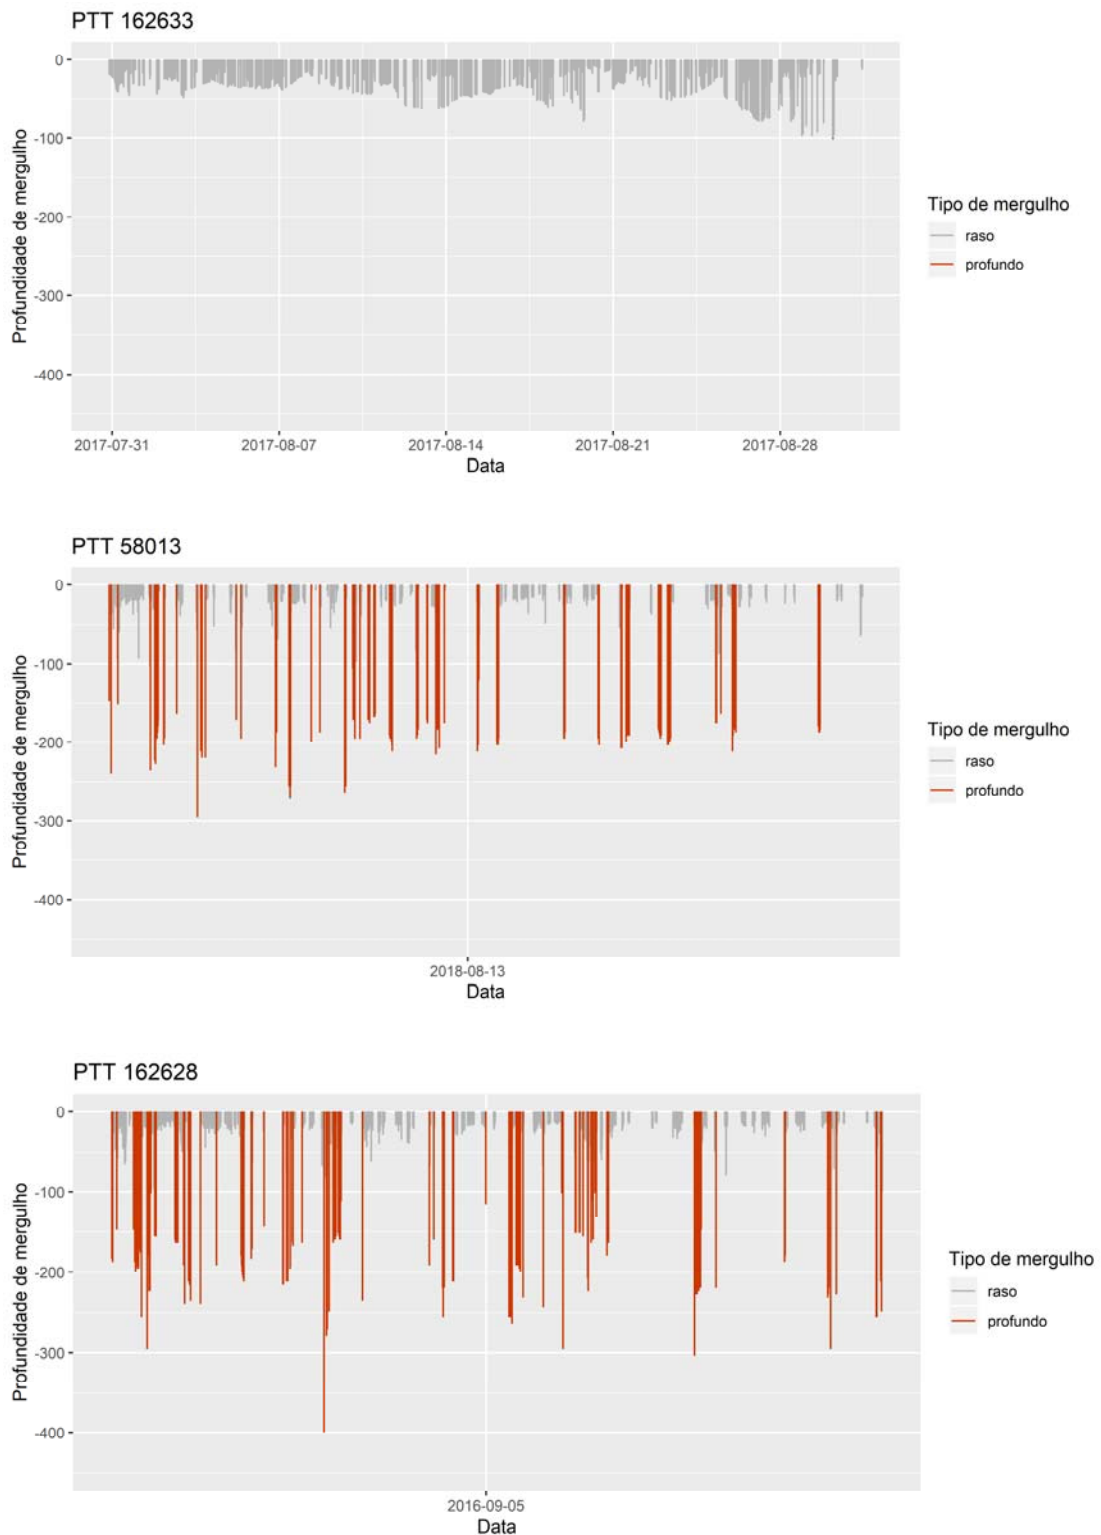 PTT 162633
Profundidade de mergulho
0
-100
-200
-300
-400
2017-07-31 2017-08-07 2017-08-14 2017-08-21 2017-08-28
Data
Tipo de mergulho
raso
profundo
PTT 58013
Profundidade de mergulho
0
-100
-200
-300
-400
2018-08-13
Data
Tipo de mergulho
raso
profundo
PTT 162628
Profundidade de mergulho
0
-100
-200
-300
-400
2016-09-05
Data
Tipo de mergulho
raso
profundo